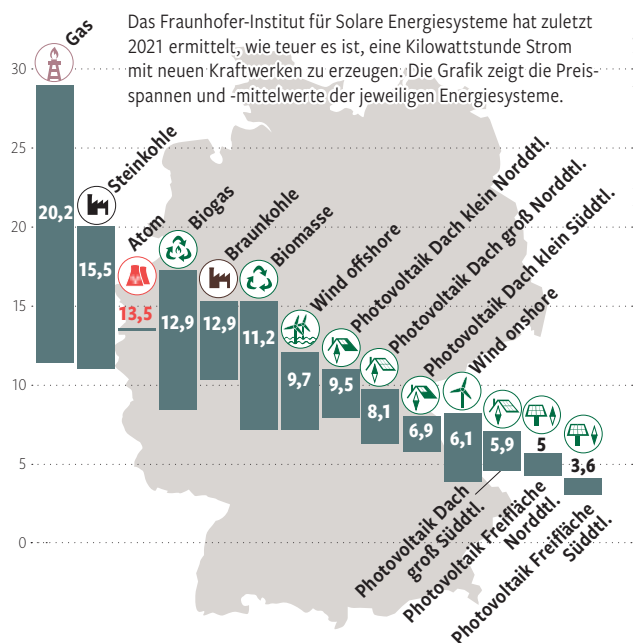 Das Fraunhofer-Institut für Solare Energiesysteme hat zuletzt
2021 ermittelt, wie teuer es ist, eine Kilowattstunde Strom
mit neuen Kraftwerken zu erzeugen. Die Grafik zeigt die Preis-
spannen und -mittelwerte der jeweiligen Energiesysteme.
30
25
20
15
10
5
0
Gas
20,2
Steinkohle
15,5
Atom
13,5
Biogas
12,9
Braunkohle
12,9
Biomasse
11,2
Wind offshore
9,7
Photovoltaik Dach klein Norddtl.
9,5
Photovoltaik Dach groß Norddtl.
8,1
Photovoltaik Dach klein Süddtl.
6,9
Wind onshore
6,1
Photovoltaik Dach
groß Süddtl.
5,9
Photovoltaik Freifläche
Norddtl.
5
Photovoltaik Freifläche
Süddtl.
3,6